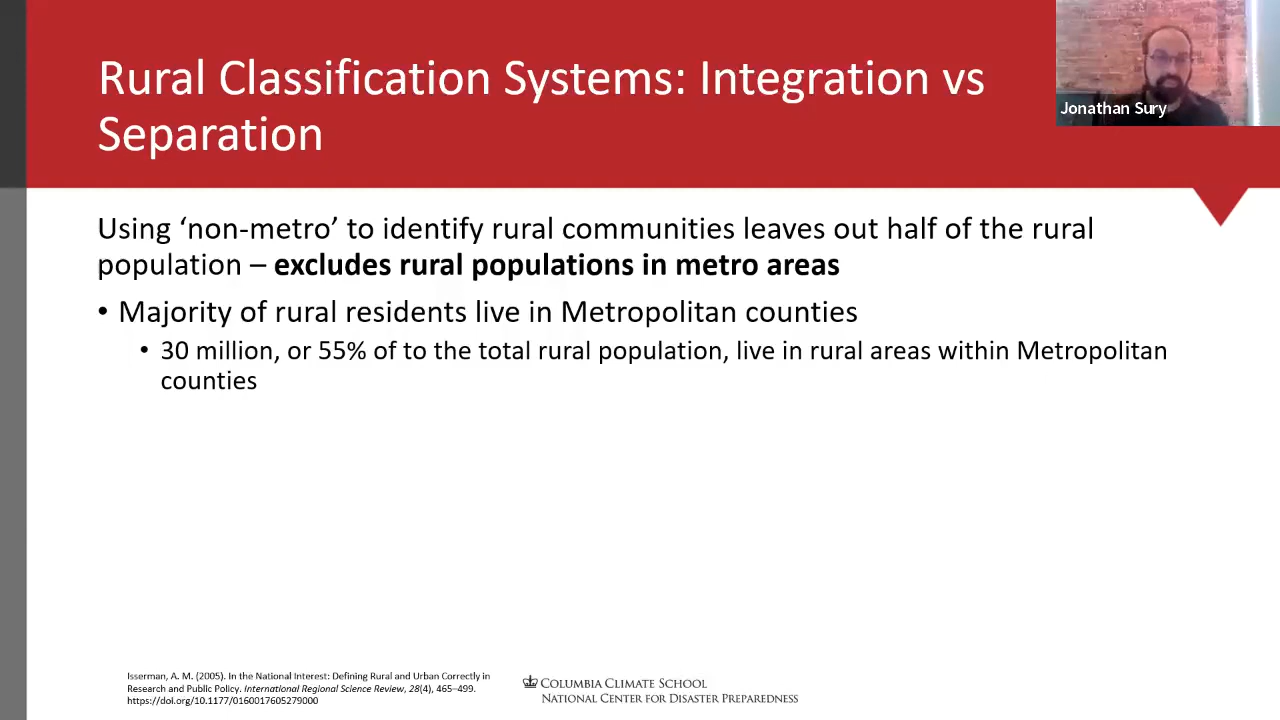 Rural Classification Systems: Integration vs
Separation
Jonathan Sury
Using ‘non-metro’ to identify rural communities leaves out half of the rural
population – excludes rural populations in metro areas
• Majority of rural residents live in Metropolitan counties
• 30 million, or 55% of to the total rural population, live in rural areas within Metropolitan
counties
Isserman, A. M. (2005). In the National Interest: Defining Rural and Urban Correctly in
Research and Public Policy. International Regional Science Review, 28(4), 465–499.
https://doi.org/10.1177/0160017605279000
COLUMBIA CLIMATE SCHOOL
NATIONAL CENTER FOR DISASTER PREPAREDNESS